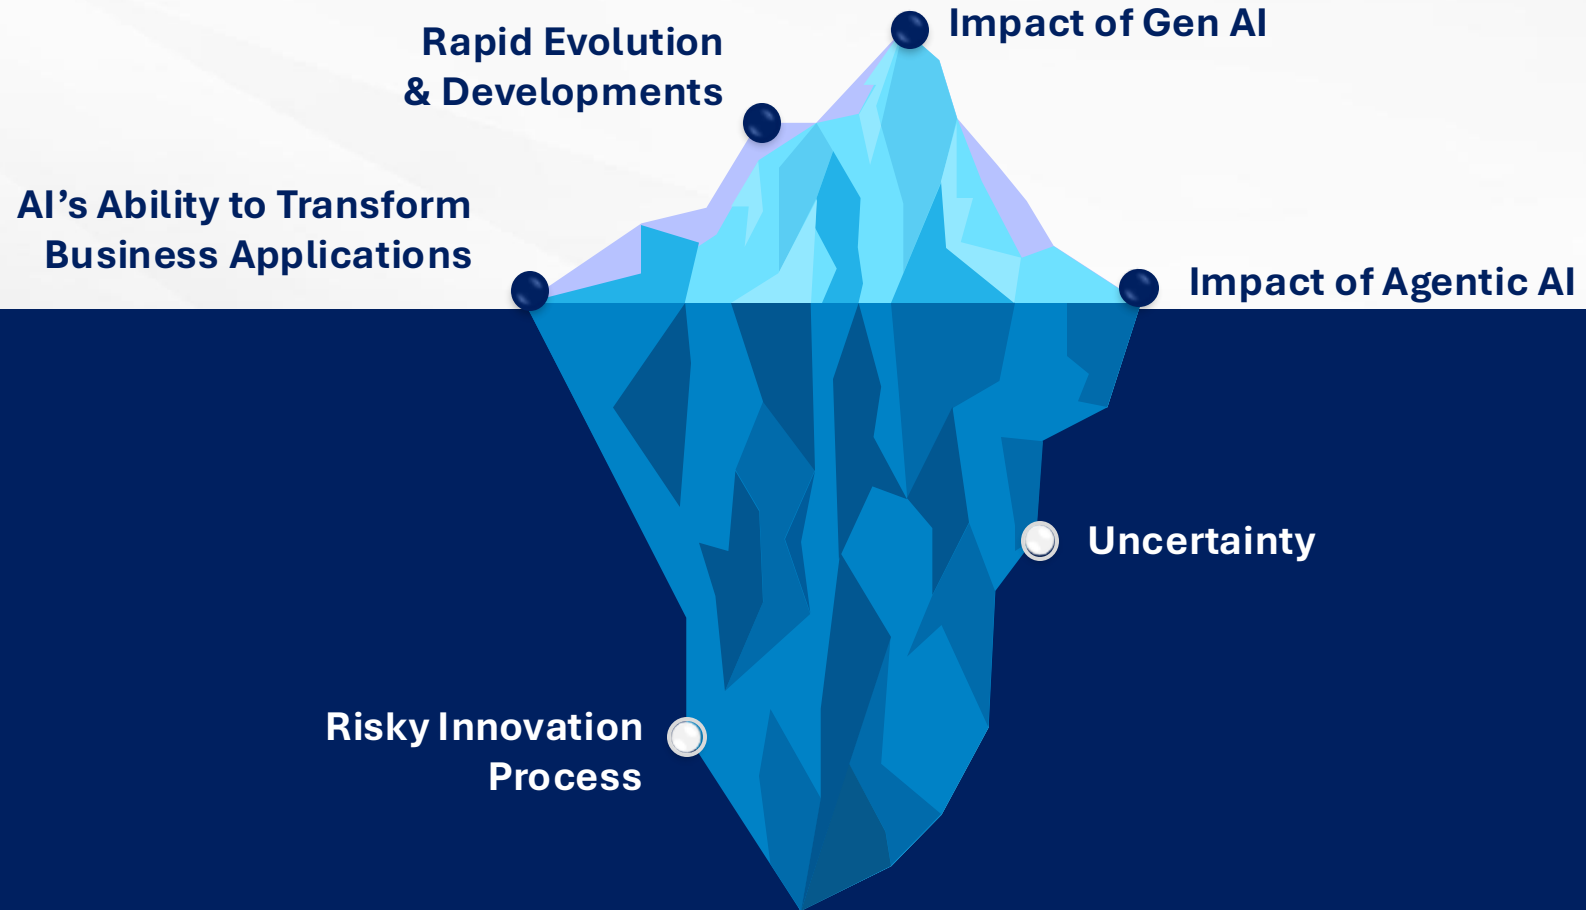 Impact of Gen AI
Rapid Evolution
& Developments
AI’s Ability to Transform
Business Applications
Impact of Agentic AI
Uncertainty
Risky Innovation
Process